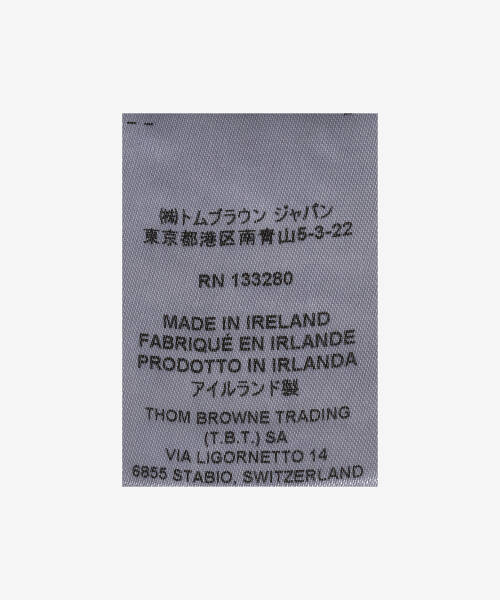 ㈱トムブラウン ジャパン
東京都港区南青山5-3-22
RN 133280
MADE IN IRELAND
FABRIQUÉ EN IRLANDE
PRODOTTO IN IRLANDA
アイルランド製
THOM BROWNE TRADING
(T.B.T.) SA
VIA LIGORNETTO 14
6855 STABIO, SWITZERLAND